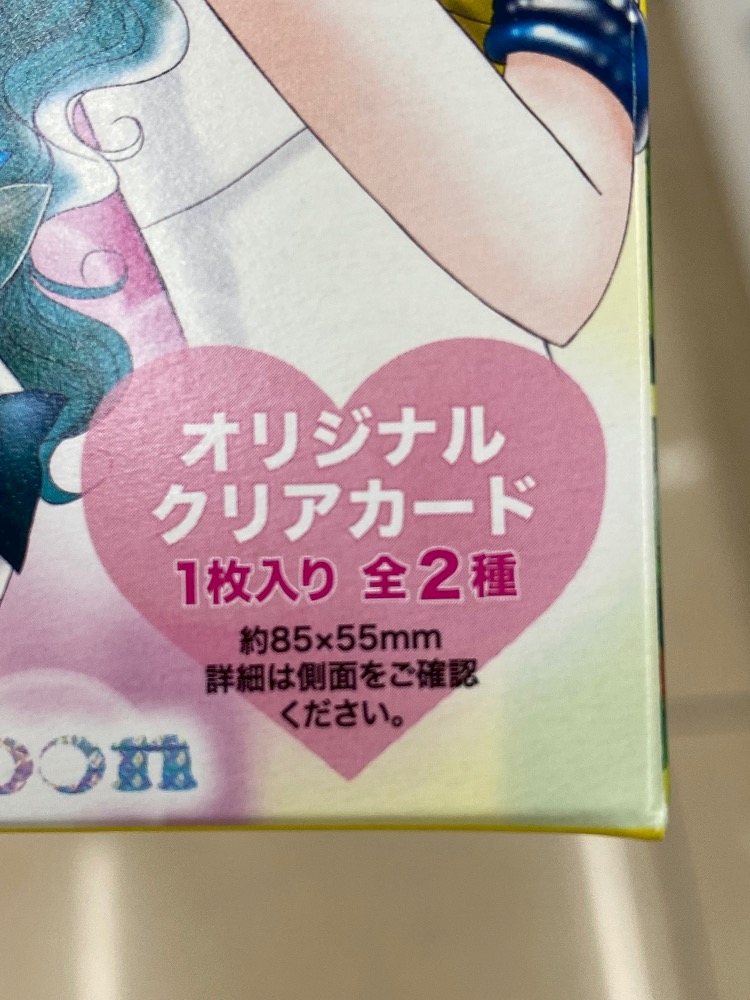 オリジナル
クリアカード
1枚入り 全2種
約85×55mm
詳細は側面をご確認
ください。
oon